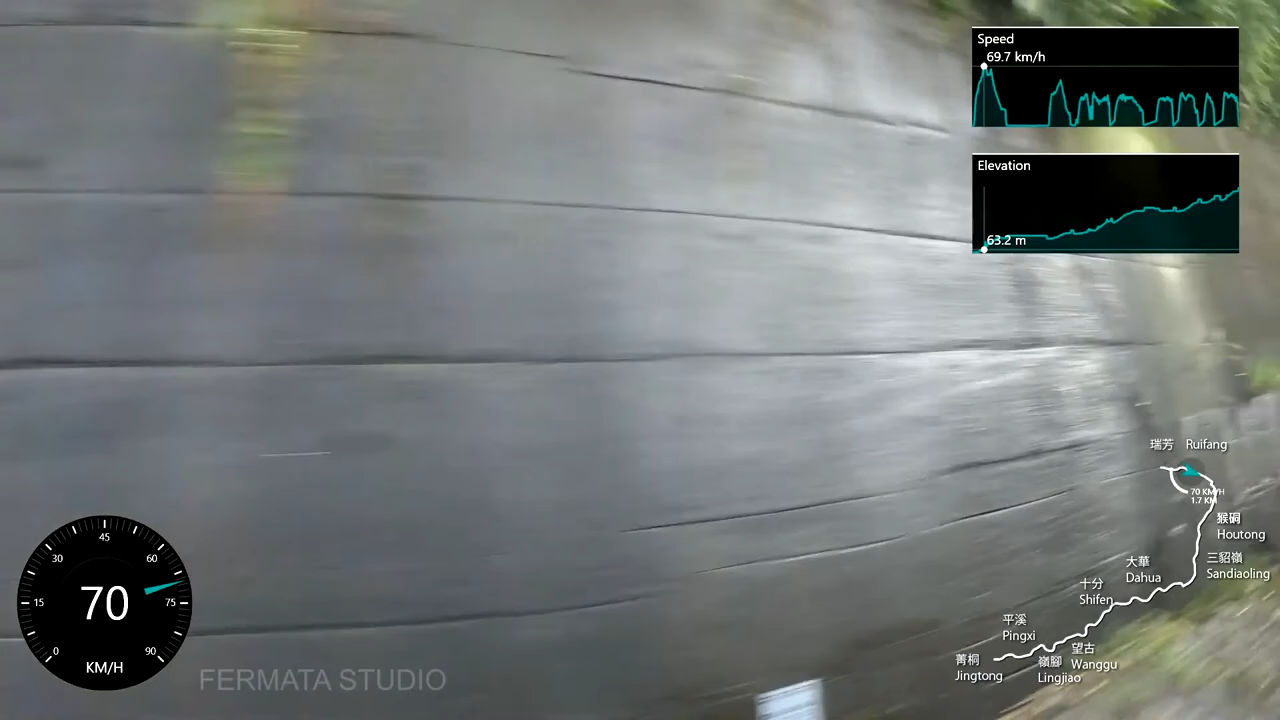 Speed
69.7 km/h
Elevation
63.2 m
瑞芳 Ruifang
70 KM/H
1.7 KM
猴硐
Houtong
三貂嶺
Sandiaoling
大華
Dahua
十分
Shifen
平溪
Pingxi
望古
Wanggu
嶺腳
Lingjiao
菁桐
Jingtong
45
30
60
15
75
0
90
70
KM/H
FERMATA STUDIO